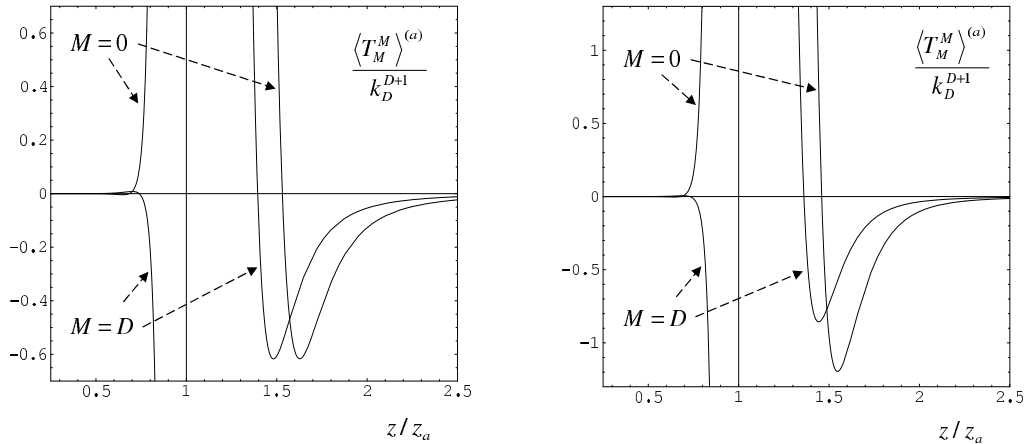 0.6
0.4
0.2
0
-0.2
-0.4
-0.6
M = 0
⟨T_M^M⟩^(a)
k_D^{D+1}
M = D
0.5 1 1.5 2 2.5
z / z_a
1
0.5
0
-0.5
-1
M = 0
⟨T_M^M⟩^(a)
k_D^{D+1}
M = D
0.5 1 1.5 2 2.5
z / z_a